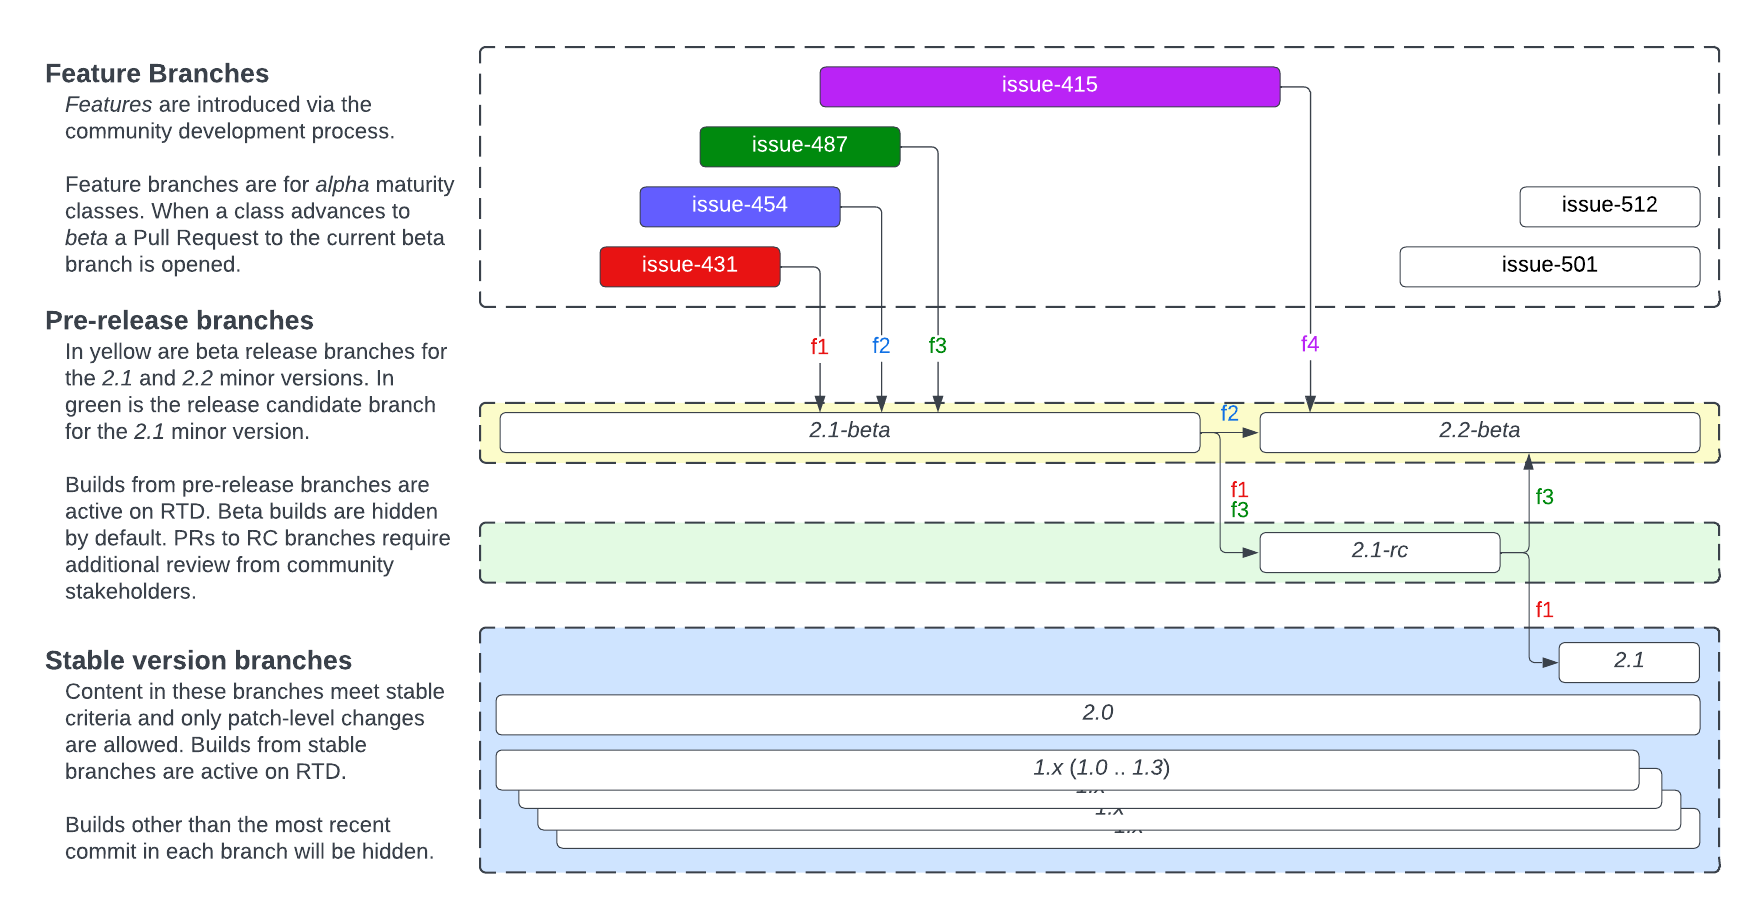 Feature Branches
Features are introduced via the
community development process.
Feature branches are for alpha maturity
classes. When a class advances to
beta a Pull Request to the current beta
branch is opened.
Pre-release branches
In yellow are beta release branches for
the 2.1 and 2.2 minor versions. In
green is the release candidate branch
for the 2.1 minor version.
Builds from pre-release branches are
active on RTD. Beta builds are hidden
by default. PRs to RC branches require
additional review from community
stakeholders.
Stable version branches
Content in these branches meet stable
criteria and only patch-level changes
are allowed. Builds from stable
branches are active on RTD.
Builds other than the most recent
commit in each branch will be hidden.
issue-415
issue-487
issue-454
issue-512
issue-431
issue-501
f1
f2
f3
f4
f2
2.1-beta
2.2-beta
f1
f3
f3
2.1-rc
f1
2.1
2.0
1.x (1.0 .. 1.3)
1.x
1.x
1.x